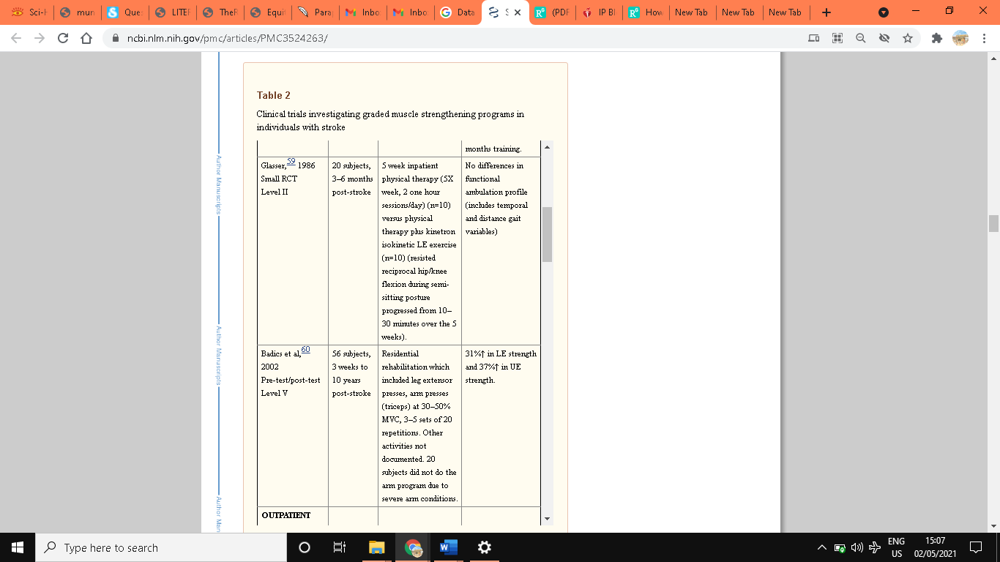 Sci-H
mur
Que
LITEF
TheF
Equit
Para
Inbo
Inbo
Data
S
(PDF
IP BI
How
New Tab
New Tab
New Tab
ncbi.nlm.nih.gov/pmc/articles/PMC3524263/
Author Manuscripts
Author Manuscripts
Author Man
Table 2
Clinical trials investigating graded muscle strengthening programs in
individuals with stroke
months training.
Glasser,59 1986
Small RCT
Level II
20 subjects,
3–6 months
post-stroke
5 week inpatient
physical therapy (5X
week, 2 one hour
sessions/day) (n=10)
versus physical
therapy plus kinetron
isokinetic LE exercise
(n=10) (resisted
reciprocal hip/knee
flexion during semi-
sitting posture
progressed from 10–
30 minutes over the 5
weeks).
No differences in
functional
ambulation profile
(includes temporal
and distance gait
variables)
Badics et al,60
2002
Pre-test/post-test
Level V
56 subjects,
3 weeks to
10 years
post-stroke
Residential
rehabilitation which
included leg extensor
presses, arm presses
(triceps) at 30–50%
MVC, 3–5 sets of 20
repetitions. Other
activities not
documented. 20
subjects did not do the
arm program due to
severe arm conditions.
31%↑ in LE strength
and 37%↑ in UE
strength.
OUTPATIENT
Type here to search
ENG
US
15:07
02/05/2021